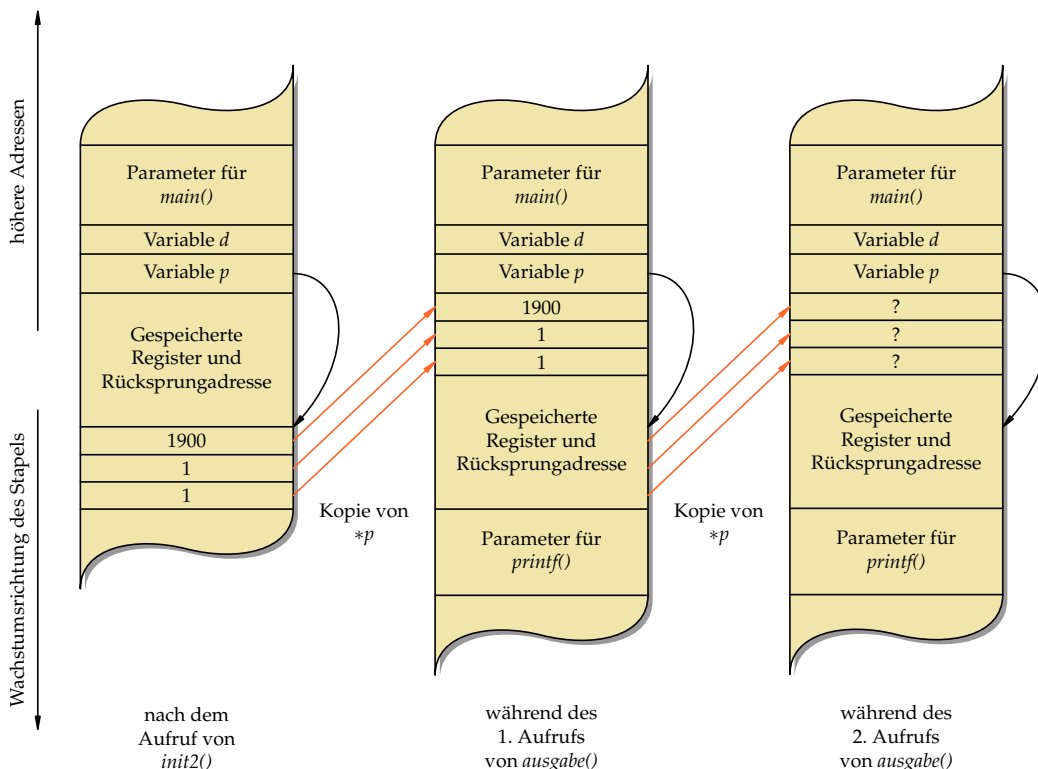 höhere Adressen
Wachstumsrichtung des Stapels
Parameter für
main()
Variable d
Variable p
Gespeicherte
Register und
Rücksprungadresse
1900
1
1
nach dem
Aufruf von
init2()
Kopie von
*p
Parameter für
main()
Variable d
Variable p
1900
1
1
Gespeicherte
Register und
Rücksprungadresse
Parameter für
printf()
während des
1. Aufrufs
von ausgabe()
Kopie von
*p
Parameter für
main()
Variable d
Variable p
?
?
?
Gespeicherte
Register und
Rücksprungadresse
Parameter für
printf()
während des
2. Aufrufs
von ausgabe()